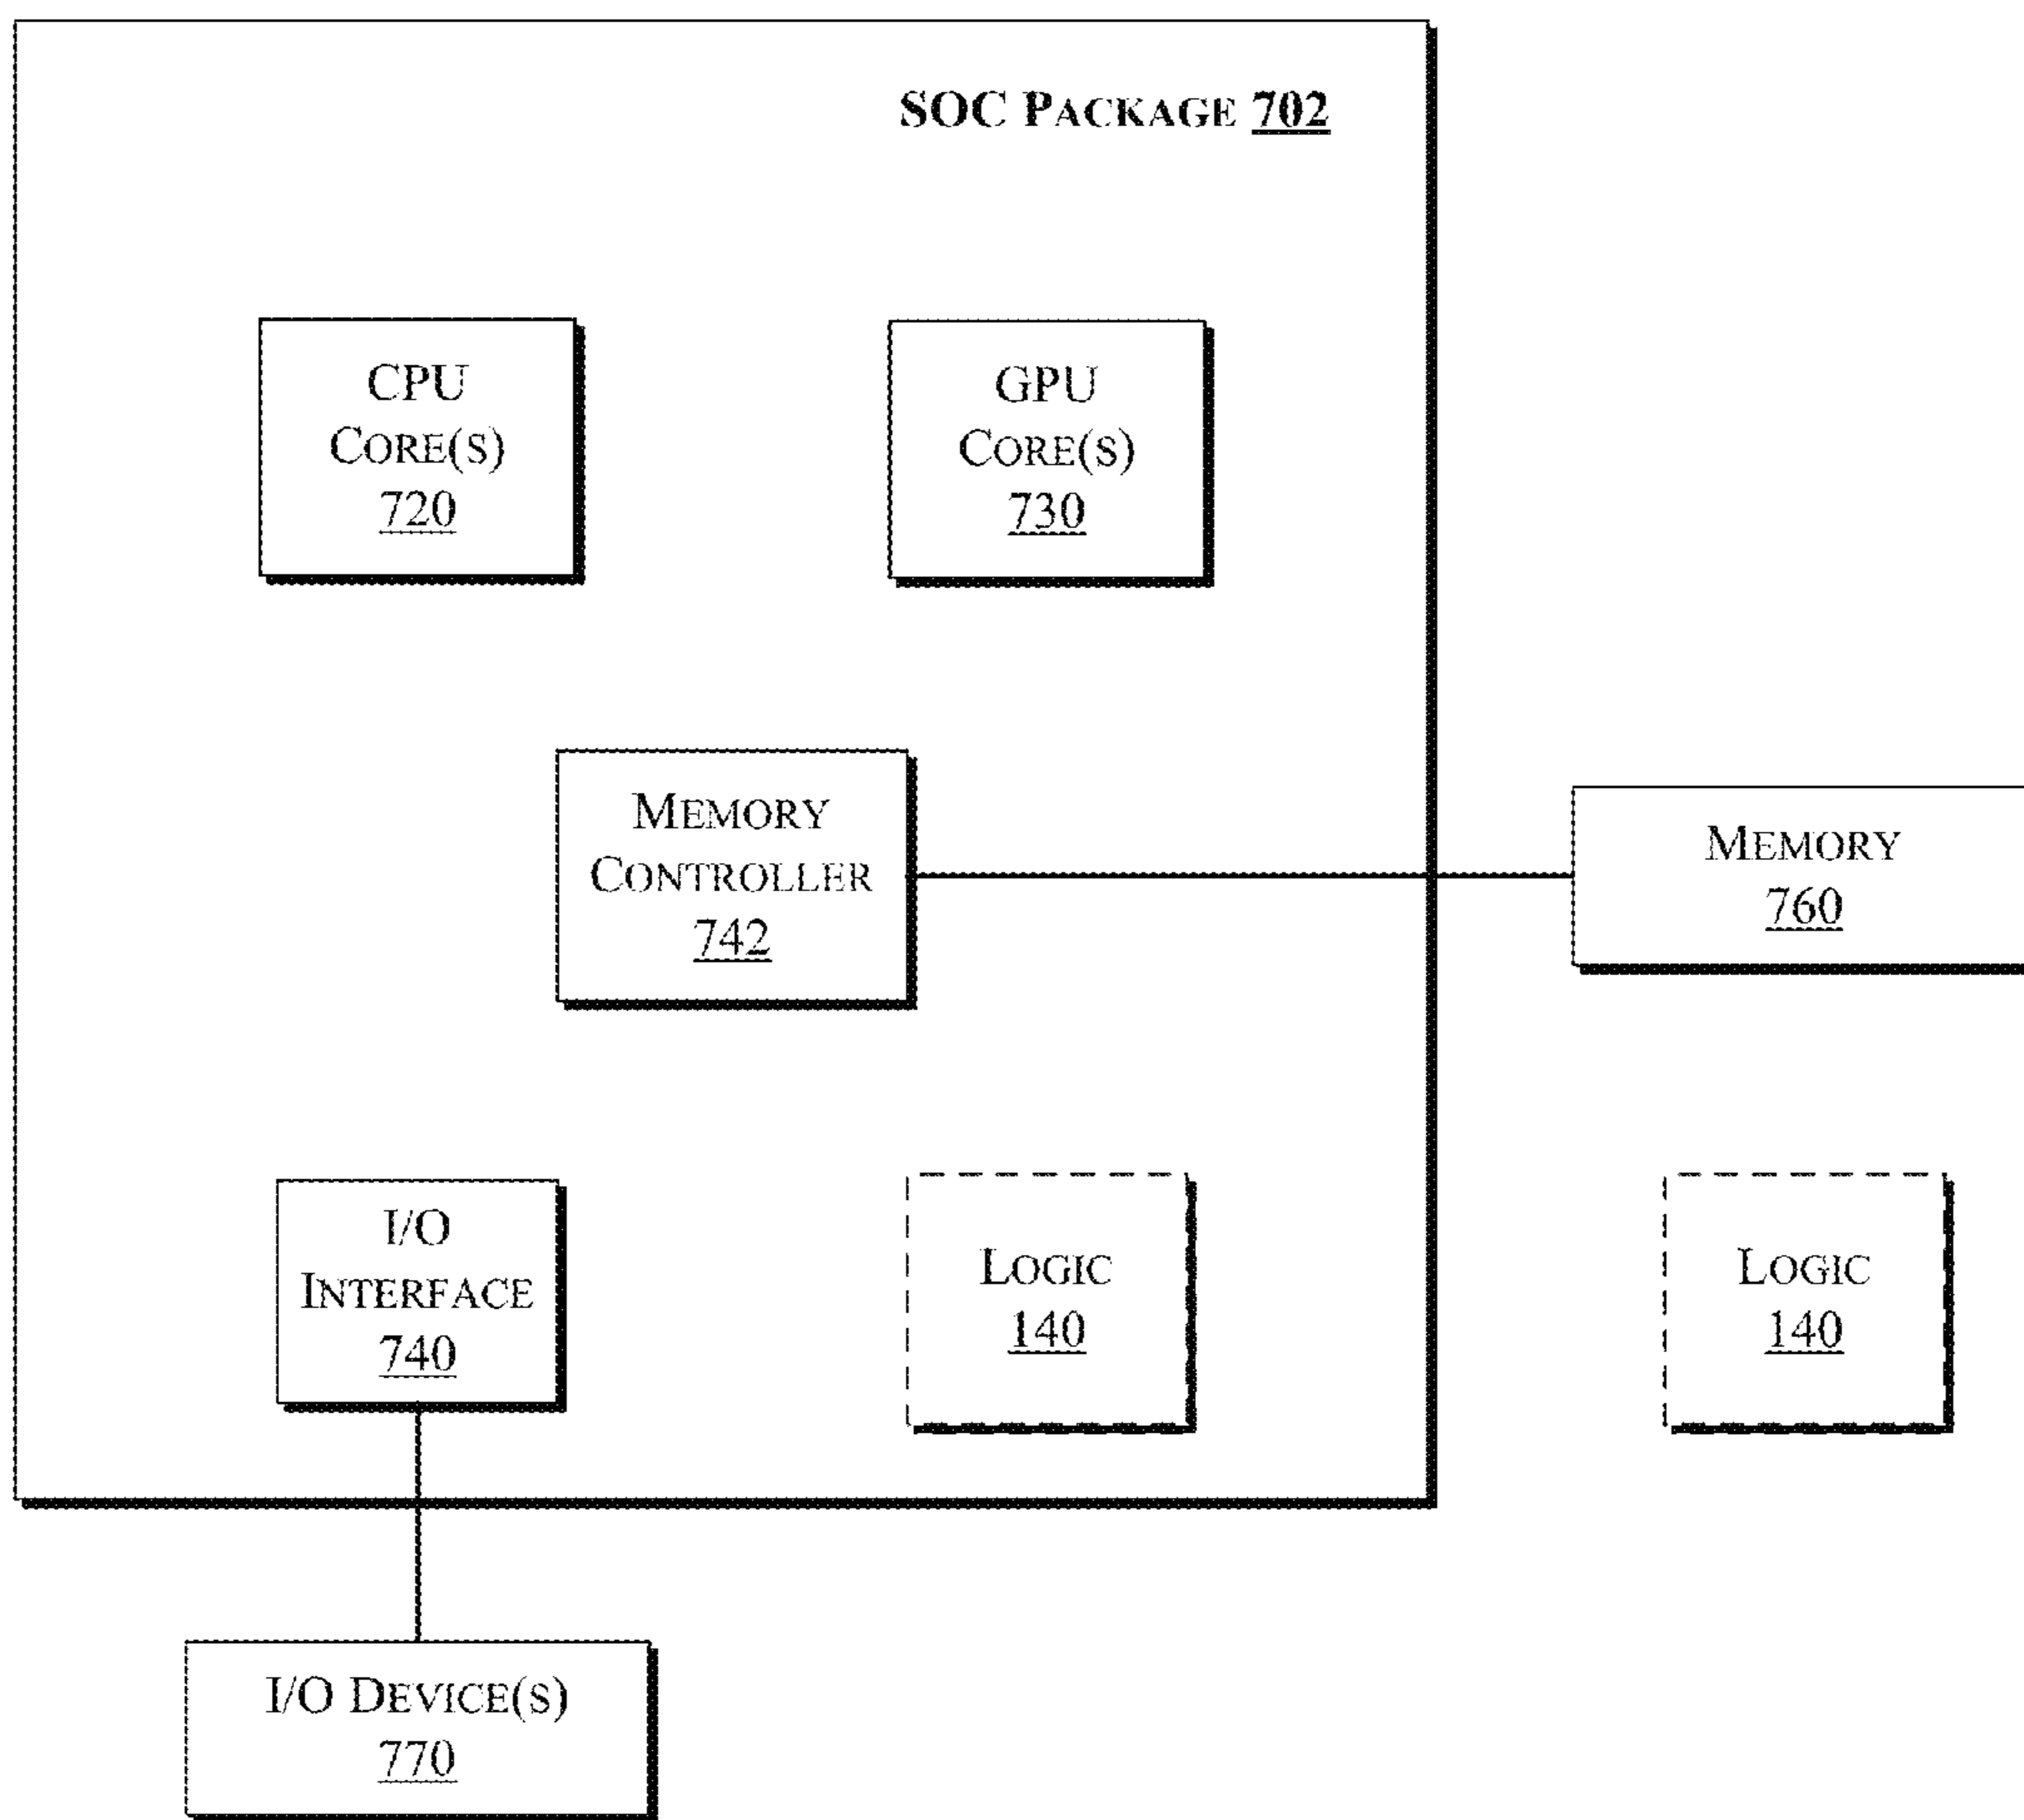 SOC PACKAGE 702
CPU
CORE(S)
720
GPU
CORE(S)
730
MEMORY
CONTROLLER
742
MEMORY
760
I/O
INTERFACE
740
LOGIC
140
LOGIC
140
I/O DEVICE(S)
770